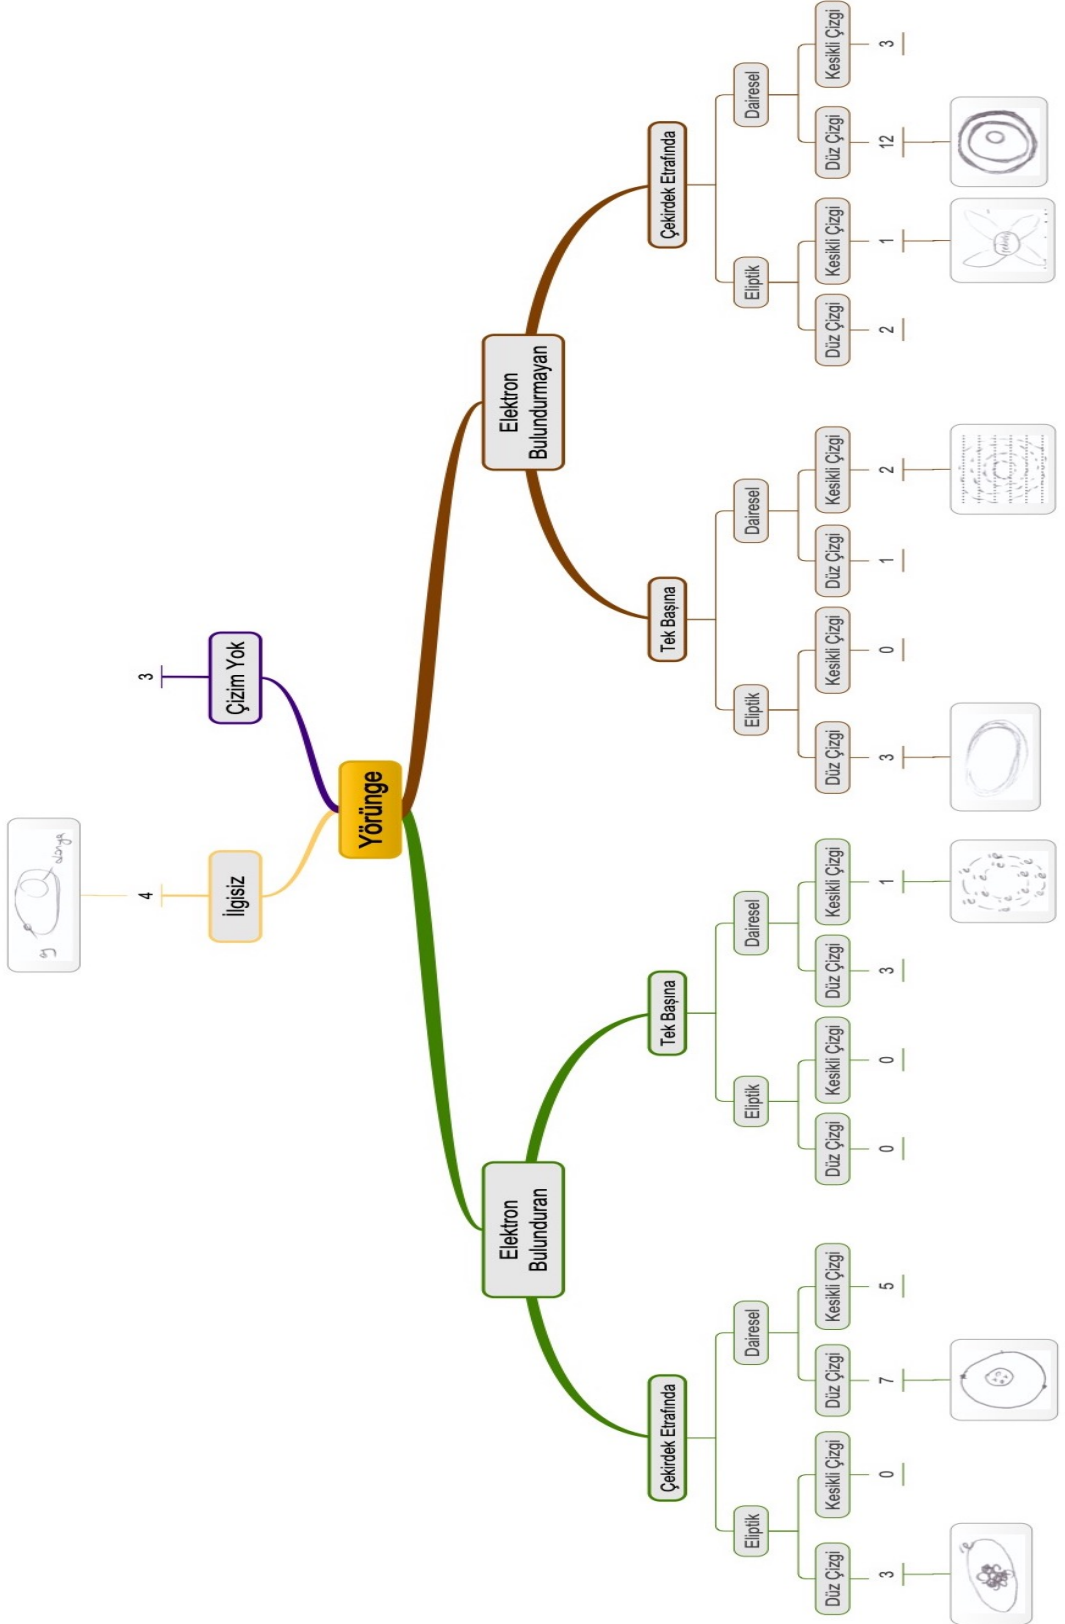 ay
dünya
4
3
İlgisiz
Çizim Yok
Yörünge
Elektron
Bulunduran
Elektron
Bulundurmayan
Çekirdek Etrafında
Tek Başına
Tek Başına
Çekirdek Etrafında
Eliptik
Dairesel
Eliptik
Dairesel
Eliptik
Dairesel
Eliptik
Dairesel
Düz Çizgi
Kesikli Çizgi
Düz Çizgi
Kesikli Çizgi
Düz Çizgi
Kesikli Çizgi
Düz Çizgi
Kesikli Çizgi
Düz Çizgi
Kesikli Çizgi
Düz Çizgi
Kesikli Çizgi
Düz Çizgi
Kesikli Çizgi
Düz Çizgi
Kesikli Çizgi
3
0
7
5
0
0
3
1
3
0
1
2
2
1
12
3